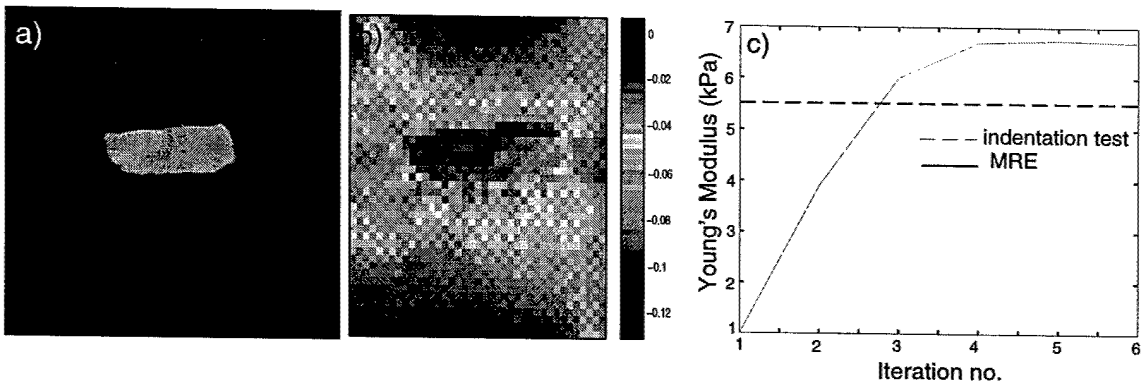 a)
b)
0
−0.02
−0.04
−0.06
−0.08
−0.1
−0.12
c)
Young's Modulus (kPa)
7
6
5
4
3
2
1
indentation test
MRE
1 2 3 4 5 6
Iteration no.